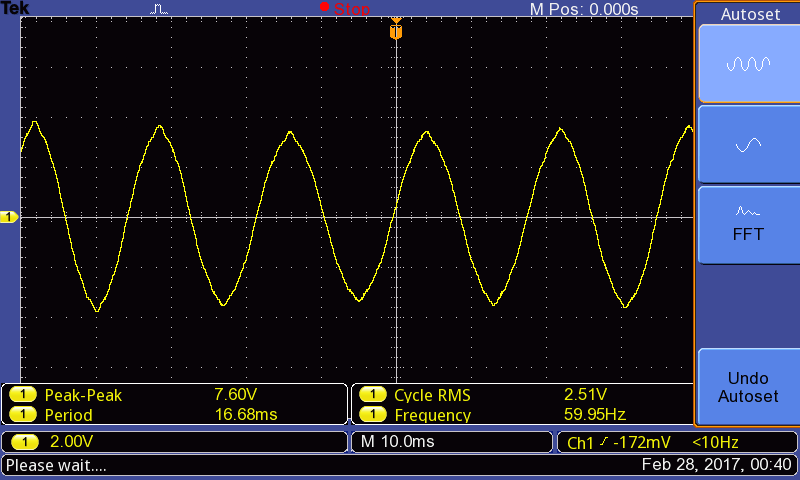 Tek Stop M Pos: 0.000s
Autoset
T
1
FFT
1 Peak-Peak 7.60V 1 Cycle RMS 2.51V
1 Period 16.68ms 1 Frequency 59.95Hz
Undo
Autoset
1 2.00V M 10.0ms Ch1 -172mV <10Hz
Please wait.... Feb 28, 2017, 00:40